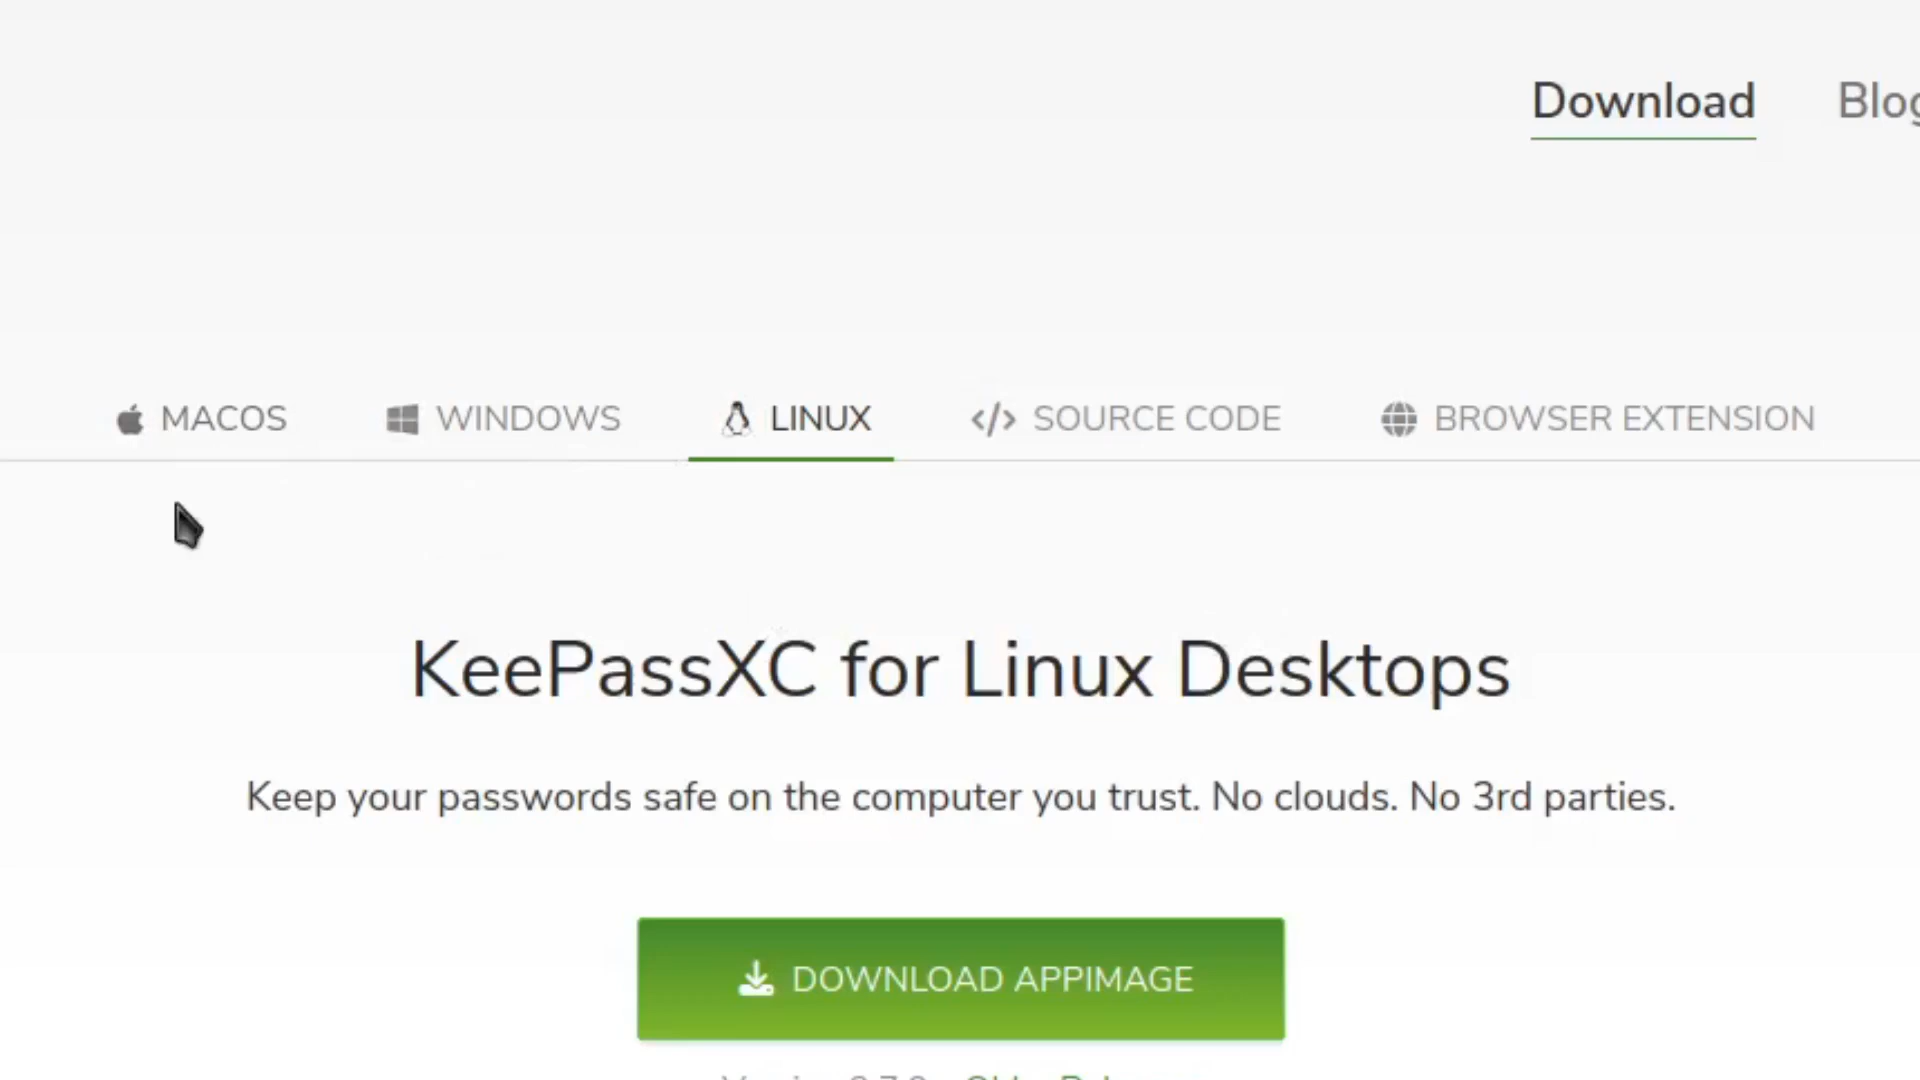 Download
MACOS WINDOWS LINUX </> SOURCE CODE BROWSER EXTENSION
KeePassXC for Linux Desktops
Keep your passwords safe on the computer you trust. No clouds. No 3rd parties.
DOWNLOAD APPIMAGE